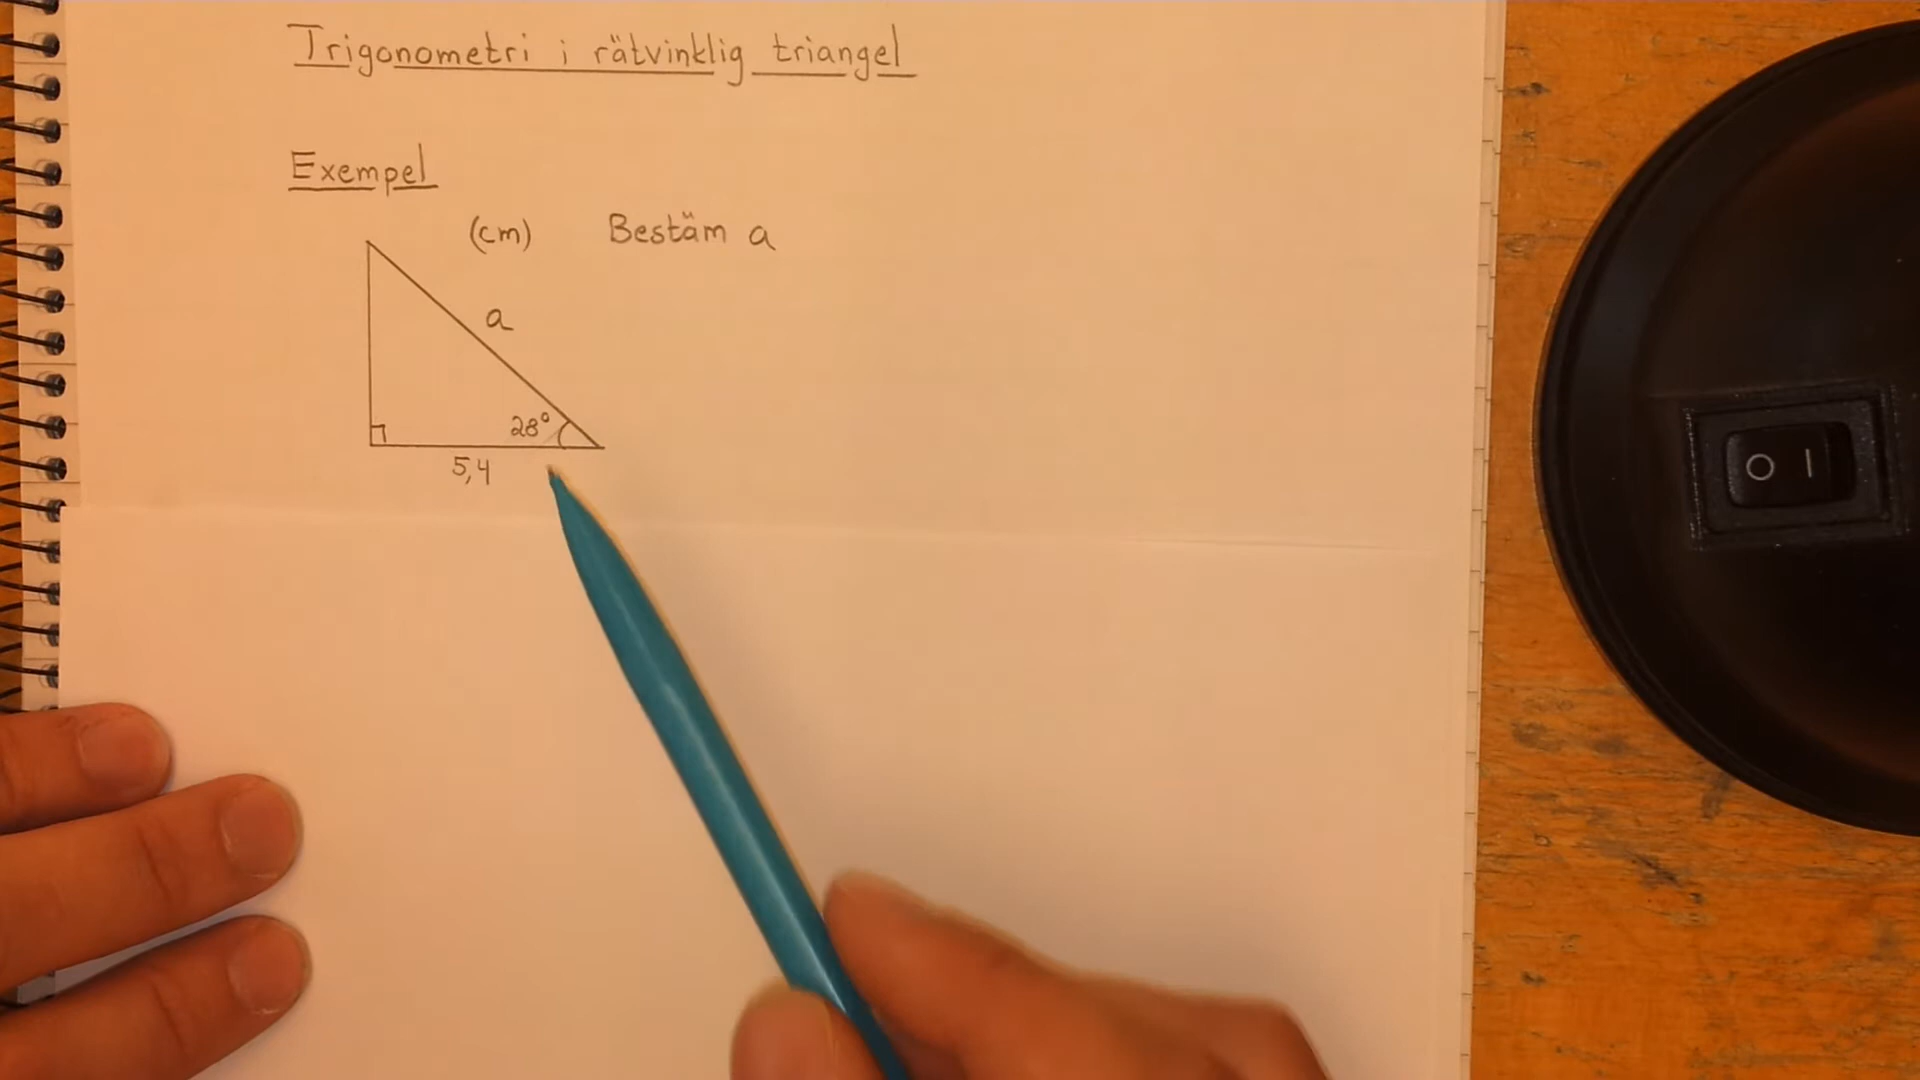 Trigonometri i rätvinklig triangel
Exempel
(cm) Bestäm a
a
28°
5,4